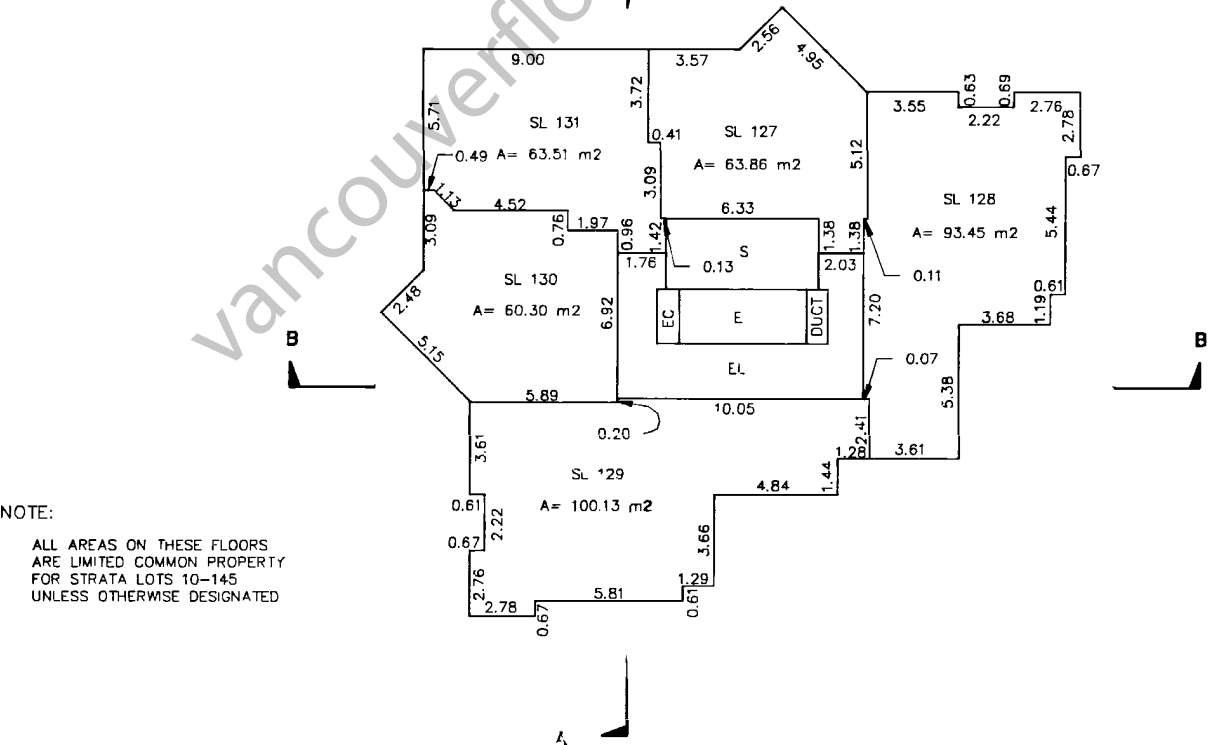 vancouverflo
2.56
4.95
9.00
3.57
3.72
5.71
SL 131
A= 63.51 m2
0.41
SL 127
A= 63.86 m2
3.55
0.63
0.69
2.22
2.76
2.78
0.67
5.12
0.49
1.13
3.09
4.52
0.76
1.97
3.09
6.33
SL 128
A= 93.45 m2
5.44
0.96
1.42
1.76
0.13
S
1.38
1.38
2.03
0.11
SL 130
A= 60.30 m2
2.48
5.15
6.92
EC
E
DUCT
EL
7.20
0.61
1.19
3.68
B
B
0.07
5.38
5.89
0.20
10.05
2.41
1.28
3.61
3.61
SL 129
A= 100.13 m2
4.84
1.44
0.61
2.22
0.67
3.66
2.76
2.78
0.67
5.81
1.29
0.61
NOTE:
ALL AREAS ON THESE FLOORS
ARE LIMITED COMMON PROPERTY
FOR STRATA LOTS 10-145
UNLESS OTHERWISE DESIGNATED
A